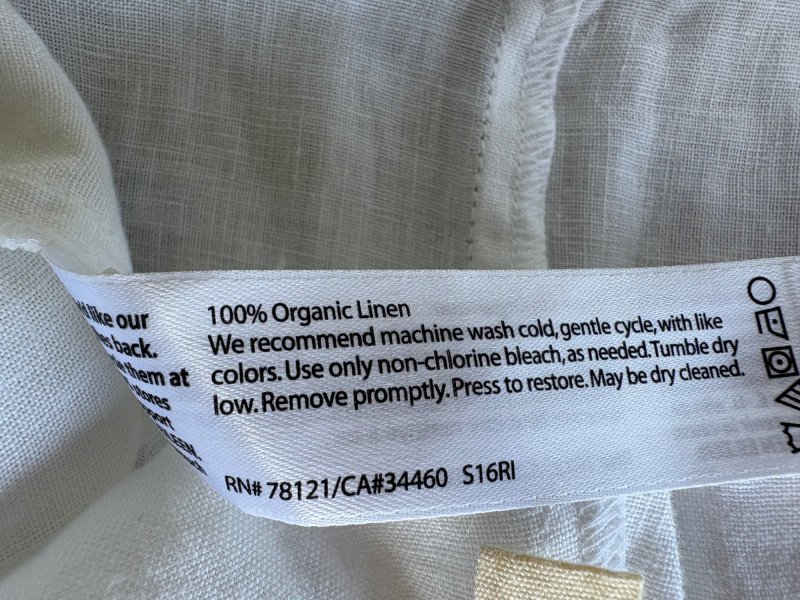 like our
back.
them at
stores
100% Organic Linen
We recommend machine wash cold, gentle cycle, with like
colors. Use only non-chlorine bleach, as needed. Tumble dry
low. Remove promptly. Press to restore. May be dry cleaned.
RN# 78121/CA#34460 S16RI